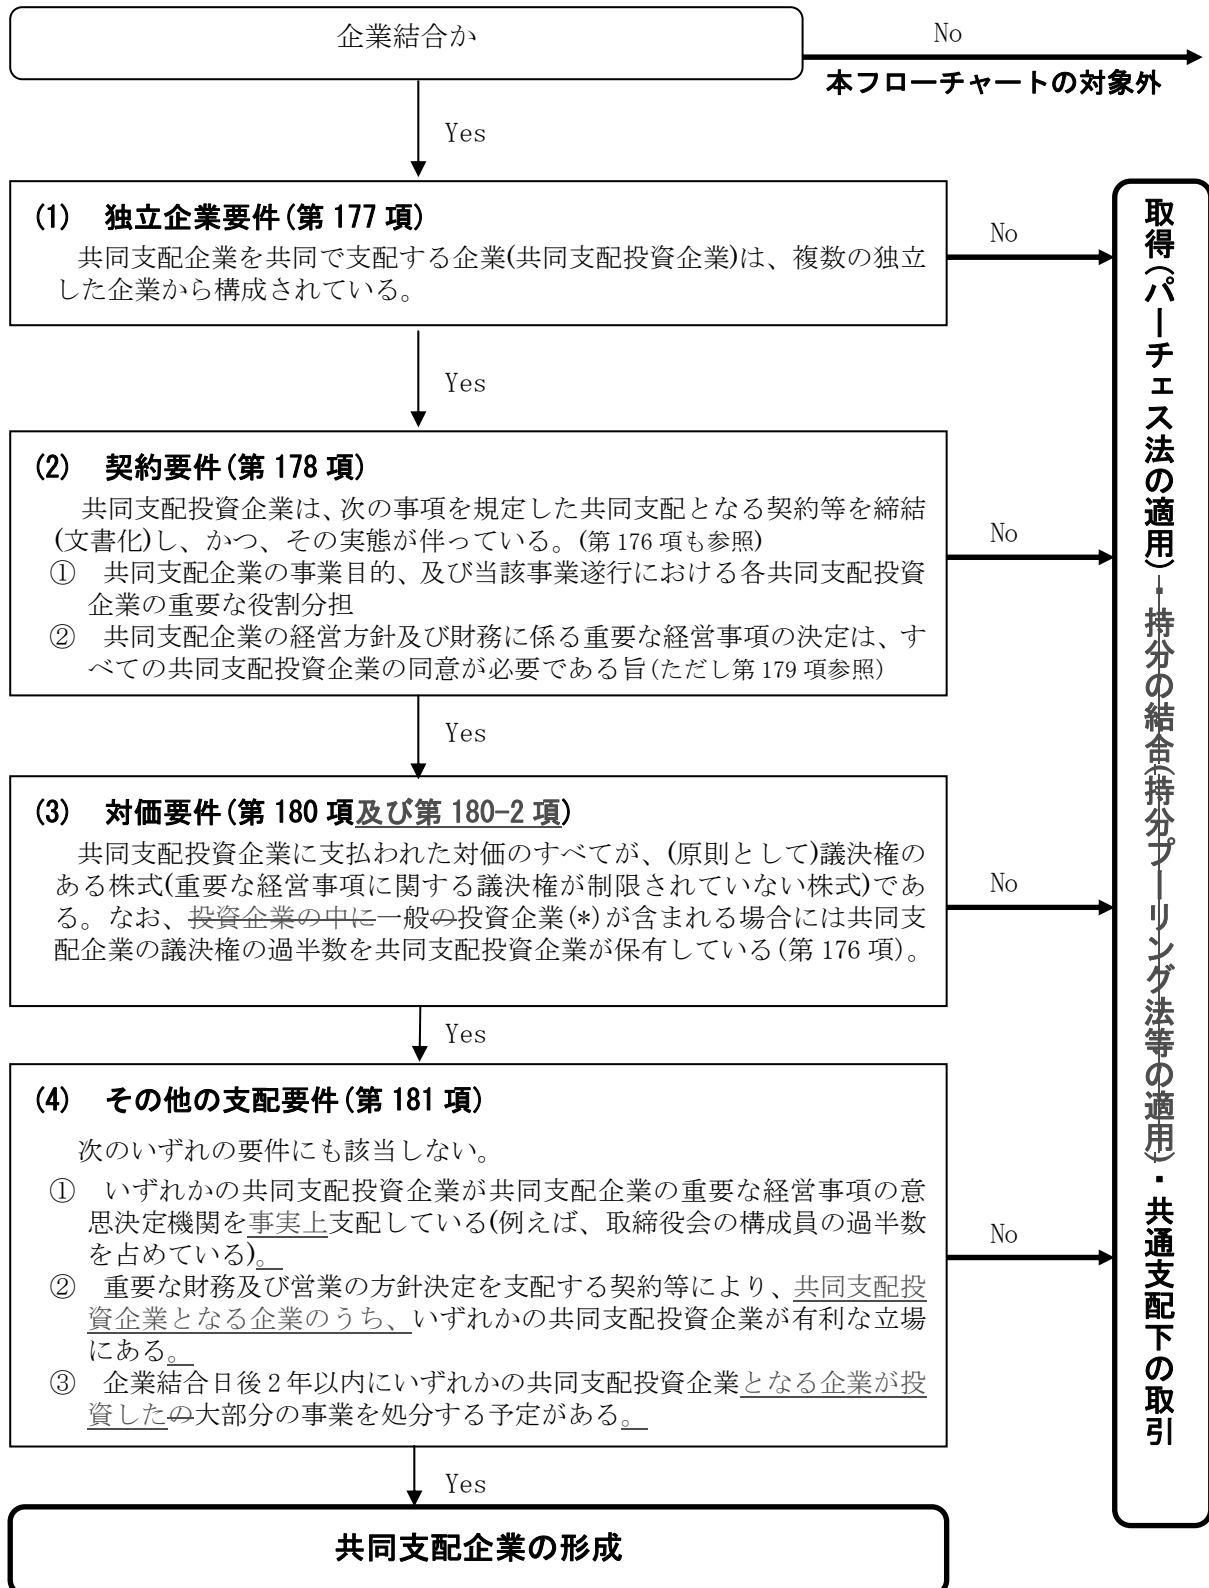 企業結合か
No
本フローチャートの対象外
Yes
(1) 独立企業要件(第 177 項)
共同支配企業を共同で支配する企業(共同支配投資企業)は、複数の独立
した企業から構成されている。
No
Yes
(2) 契約要件(第 178 項)
共同支配投資企業は、次の事項を規定した共同支配となる契約等を締結
(文書化)し、かつ、その実態が伴っている。(第 176 項も参照)
① 共同支配企業の事業目的、及び当該事業遂行における各共同支配投資
企業の重要な役割分担
② 共同支配企業の経営方針及び財務に係る重要な経営事項の決定は、す
べての共同支配投資企業の同意が必要である旨(ただし第 179 項参照)
No
Yes
(3) 対価要件(第 180 項及び第 180-2 項)
共同支配投資企業に支払われた対価のすべてが、(原則として)議決権の
ある株式(重要な経営事項に関する議決権が制限されていない株式)であ
る。なお、投資企業の中に一般の投資企業(*)が含まれる場合には共同支
配企業の議決権の過半数を共同支配投資企業が保有している(第 176 項)。
No
Yes
(4) その他の支配要件(第 181 項)
次のいずれの要件にも該当しない。
① いずれかの共同支配投資企業が共同支配企業の重要な経営事項の意
思決定機関を事実上支配している(例えば、取締役会の構成員の過半数
を占めている)。
② 重要な財務及び営業の方針決定を支配する契約等により、共同支配投
資企業となる企業のうち、いずれかの共同支配投資企業が有利な立場
にある。
③ 企業結合日後 2 年以内にいずれかの共同支配投資企業となる企業が投
資したの大部分の事業を処分する予定がある。
No
Yes
共同支配企業の形成
取得(パーチェス法の適用)・持分の結合(持分プーリング法等の適用)・共通支配下の取引